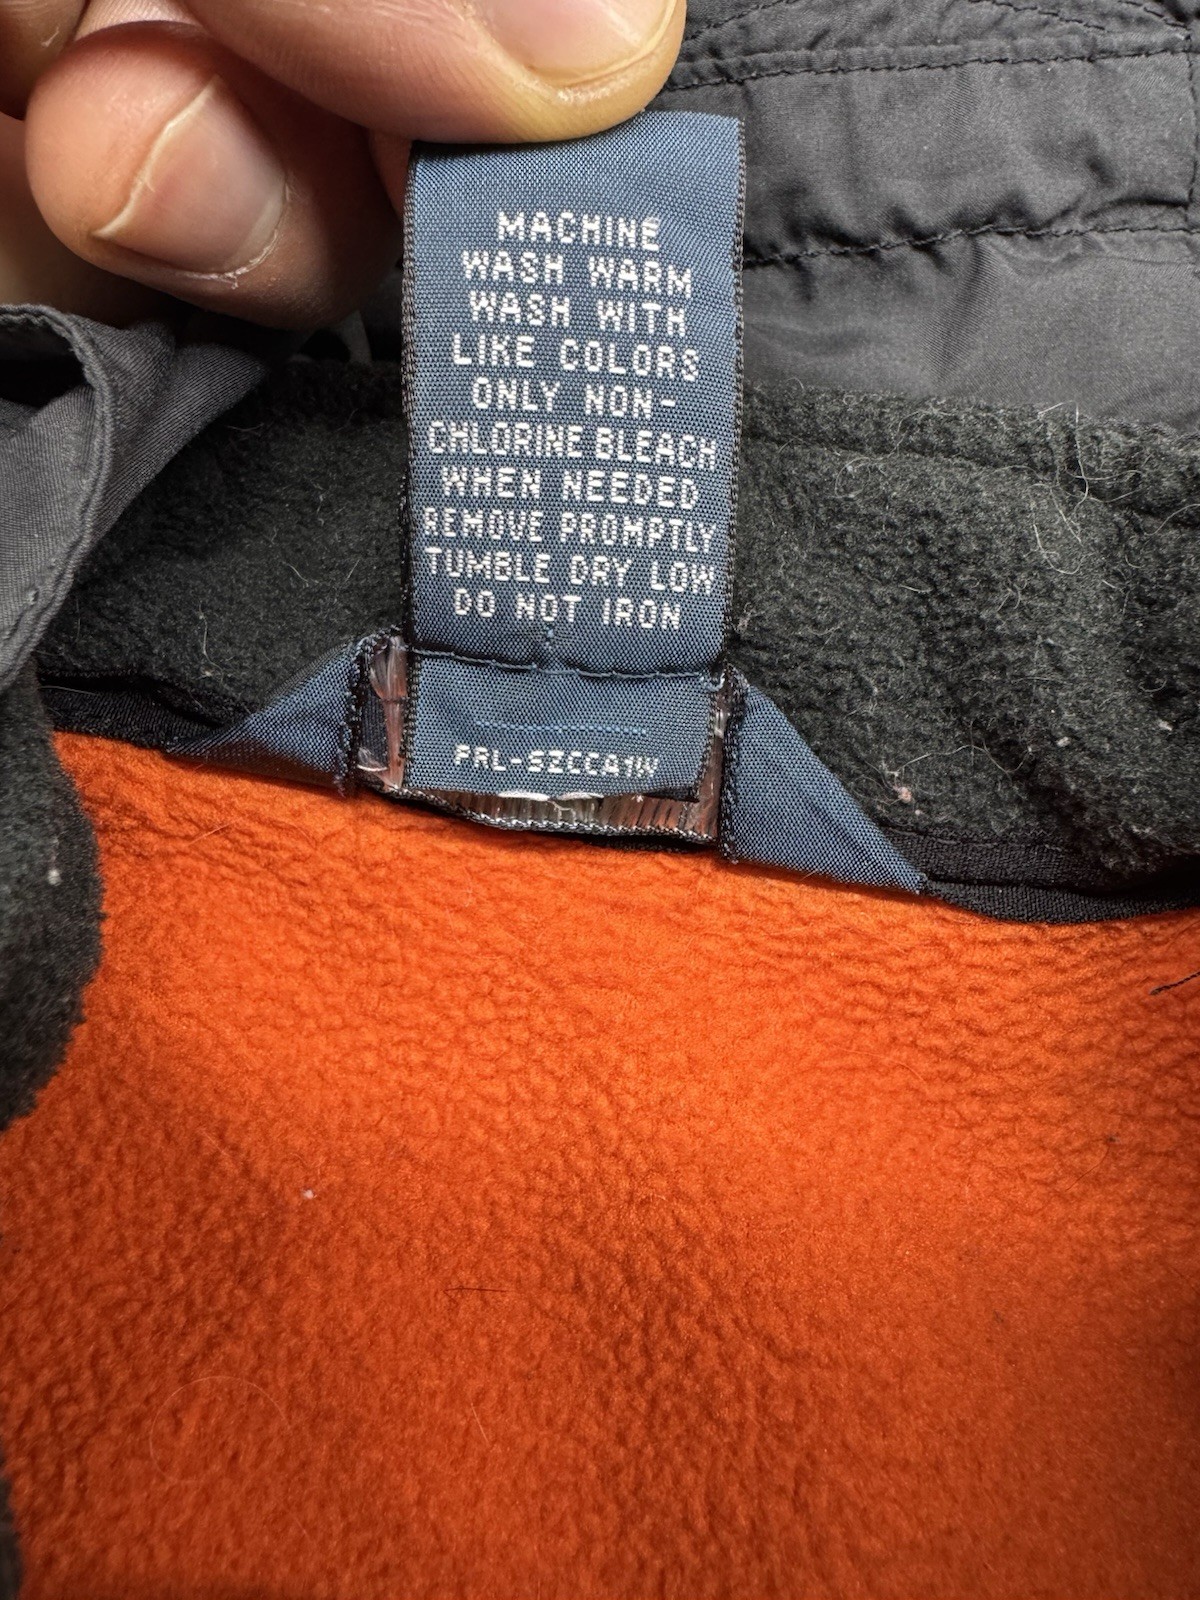 MACHINE
WASH WARM
WASH WITH
LIKE COLORS
ONLY NON-
CHLORINE BLEACH
WHEN NEEDED
REMOVE PROMPTLY
TUMBLE DRY LOW
DO NOT IRON